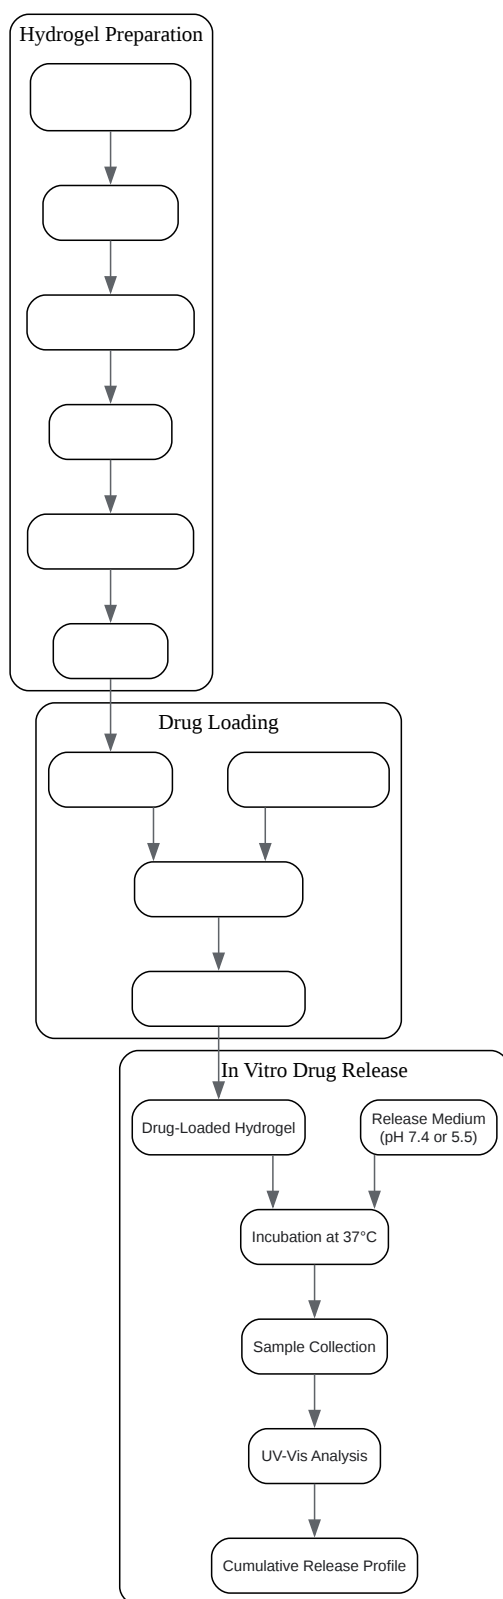 Hydrogel Preparation
Drug Loading
In Vitro Drug Release
Drug-Loaded Hydrogel
Release Medium
(pH 7.4 or 5.5)
Incubation at 37°C
Sample Collection
UV-Vis Analysis
Cumulative Release Profile